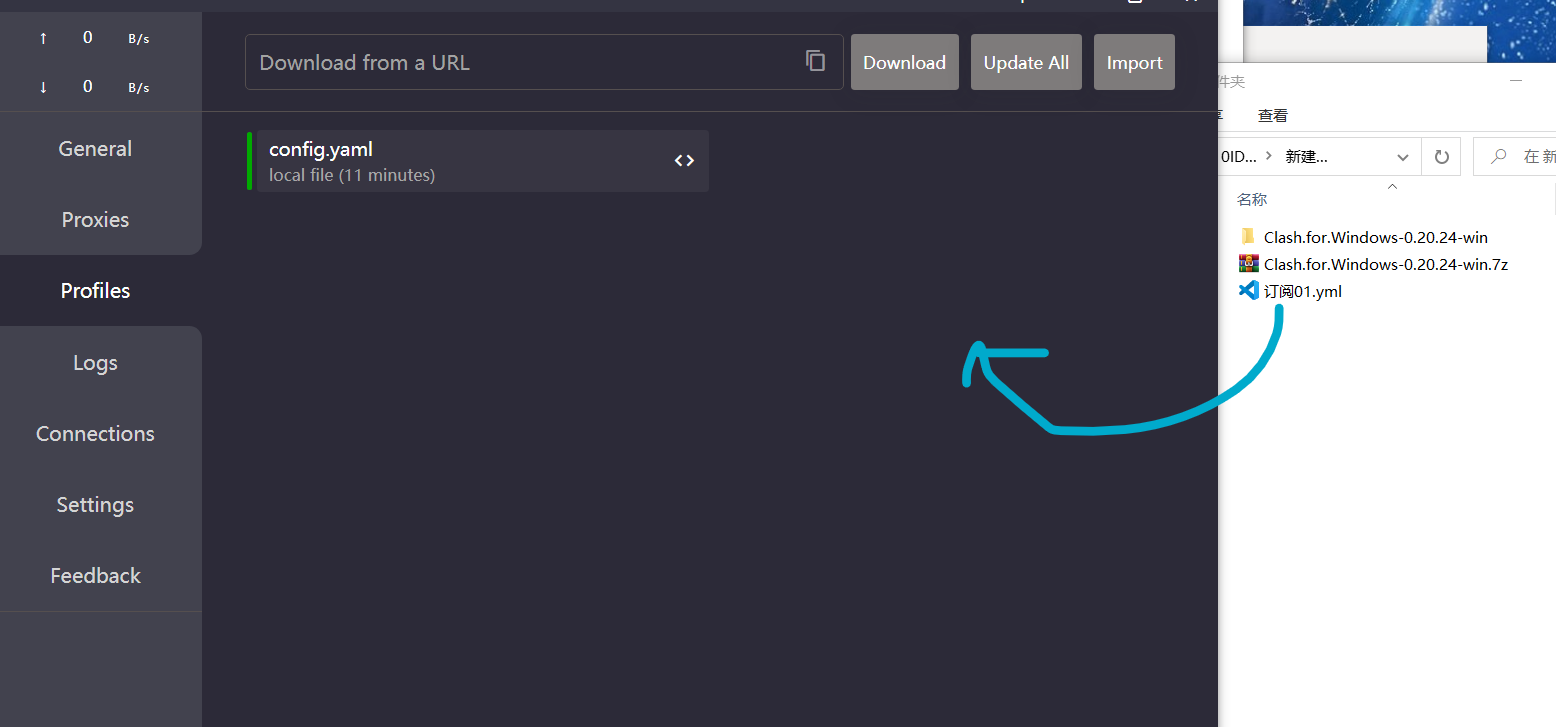 ↑ 0 B/s
↓ 0 B/s
General
Proxies
Profiles
Logs
Connections
Settings
Feedback
Download from a URL
Download
Update All
Import
config.yaml
local file (11 minutes)
件夹
查看
0ID... > 新建...
在 新
名称
Clash.for.Windows-0.20.24-win
Clash.for.Windows-0.20.24-win.7z
订阅01.yml